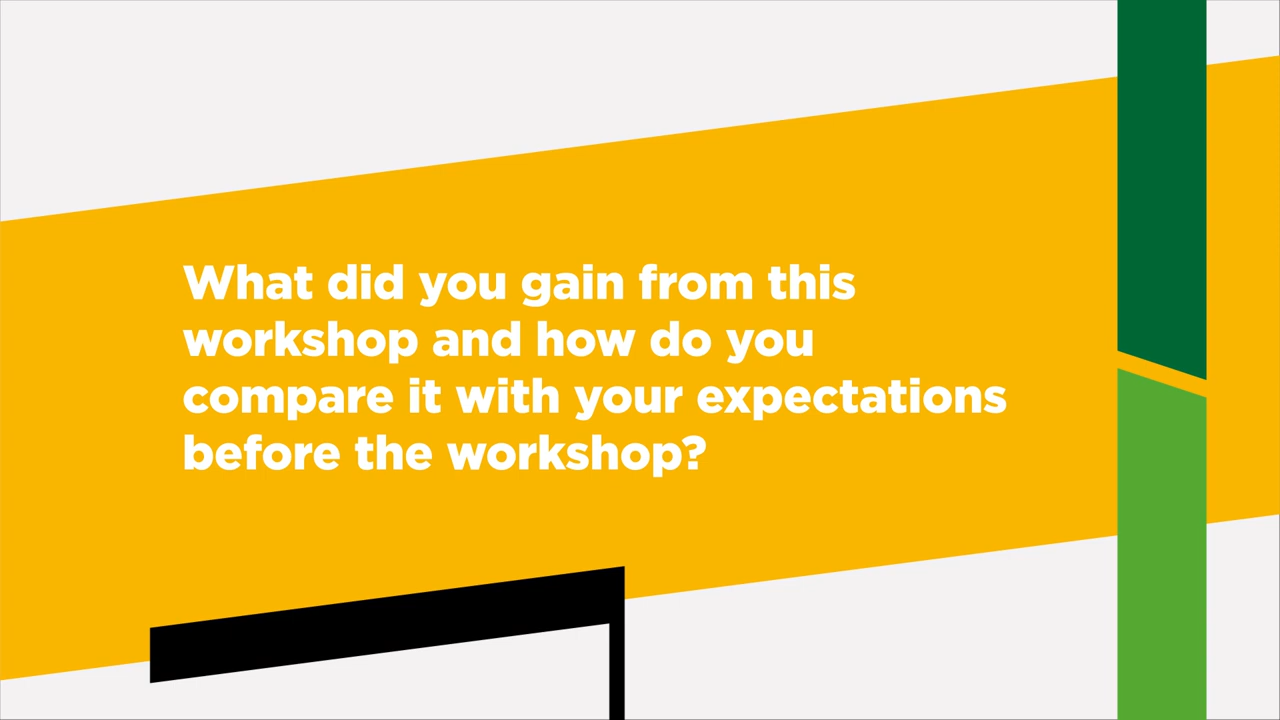 What did you gain from this
workshop and how do you
compare it with your expectations
before the workshop?